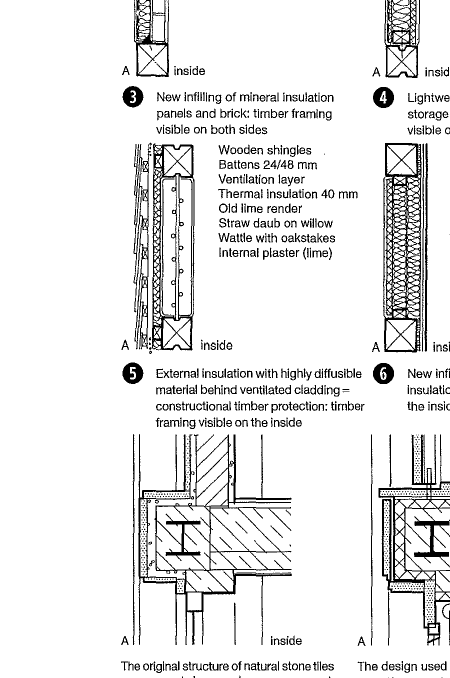 A inside
A insid
3 New infilling of mineral insulation
panels and brick: timber framing
visible on both sides
4 Lightwe
storage
visible o
Wooden shingles
Battens 24/48 mm
Ventilation layer
Thermal insulation 40 mm
Old lime render
Straw daub on willow
Wattle with oakstakes
Internal plaster (lime)
A inside
A insi
5 External insulation with highly diffusible
material behind ventilated cladding =
constructional timber protection: timber
framing visible on the inside
6 New infi
insulatio
the insid
A inside
A
The original structure of natural stone tiles
The design used